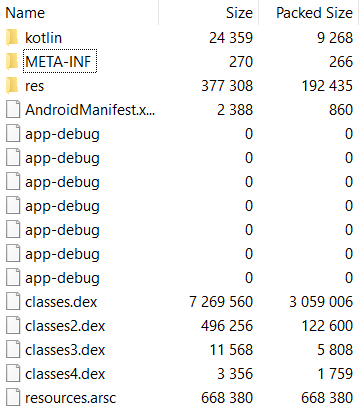 Name Size Packed Size
kotlin 24 359 9 268
META-INF 270 266
res 377 308 192 435
AndroidManifest.x... 2 388 860
app-debug 0 0
app-debug 0 0
app-debug 0 0
app-debug 0 0
app-debug 0 0
app-debug 0 0
app-debug 0 0
classes.dex 7 269 560 3 059 006
classes2.dex 496 256 122 600
classes3.dex 11 568 5 808
classes4.dex 3 356 1 759
resources.arsc 668 380 668 380